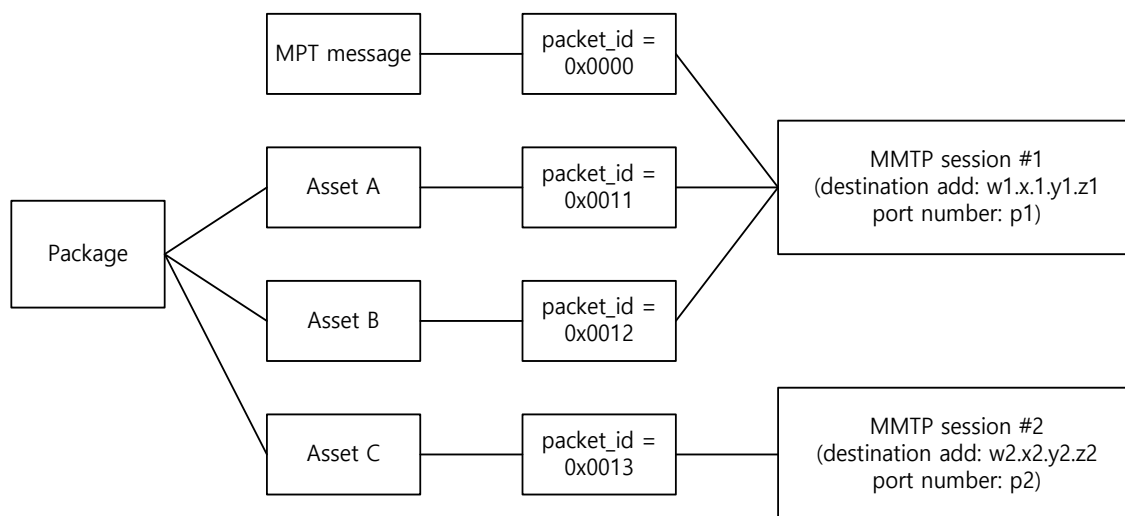 MPT message
packet_id =
0x0000
MMTP session #1
(destination add: w1.x.1.y1.z1
port number: p1)
Asset A
packet_id =
0x0011
Package
Asset B
packet_id =
0x0012
Asset C
packet_id =
0x0013
MMTP session #2
(destination add: w2.x2.y2.z2
port number: p2)